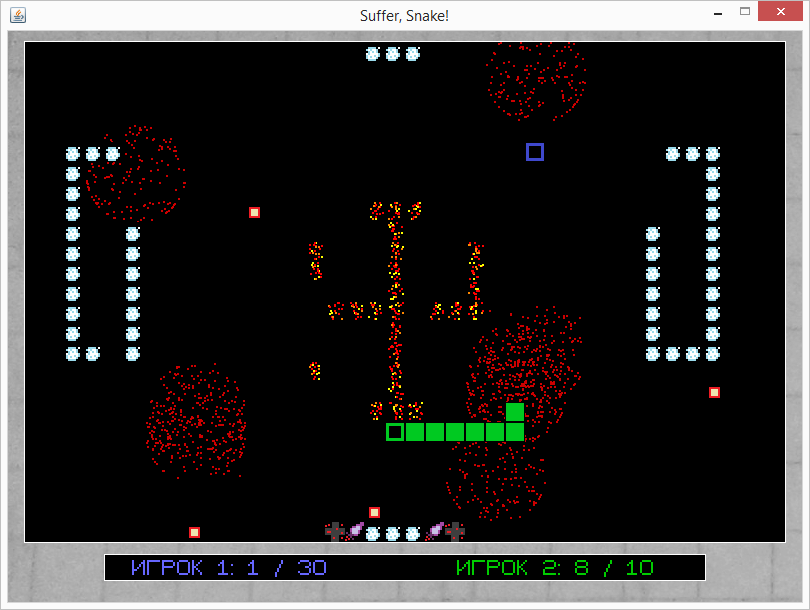 Suffer, Snake!
ИГРОК 1: 1 / 30
ИГРОК 2: 8 / 10